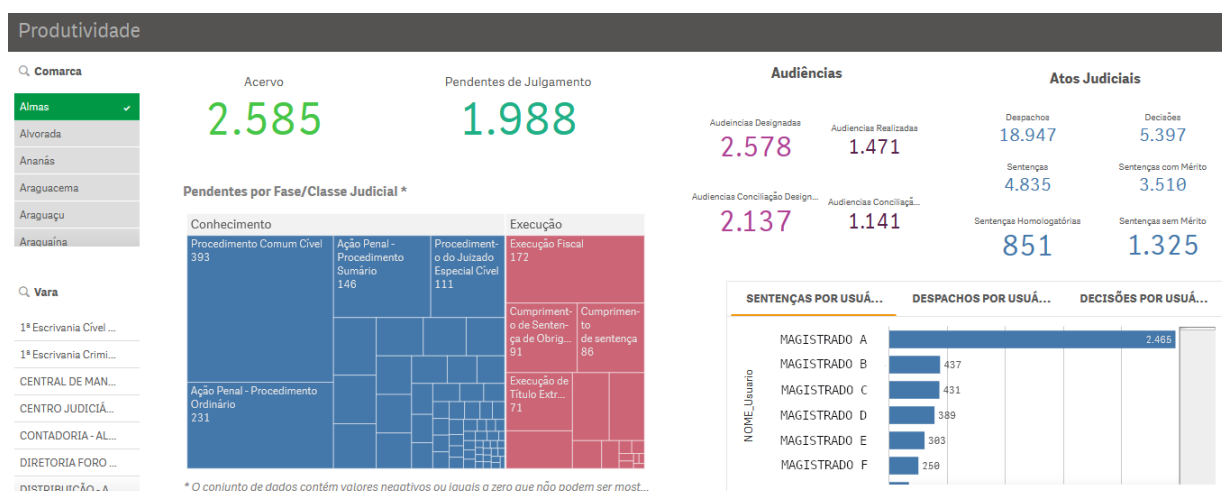 Produtividade
Comarca
Almas
Alvorada
Ananás
Araguacema
Araguaçu
Araguaína
Vara
1ª Escrivania Cível ...
1ª Escrivania Crimi...
CENTRAL DE MAN...
CENTRO JUDICIÁ...
CONTADORIA - AL...
DIRETORIA FORO ...
DISTRIBUIÇÃO - A
Acervo
2.585
Pendentes de Julgamento
1.988
Pendentes por Fase/Classe Judicial *
Conhecimento
Procedimento Comum Cível
393
Ação Penal -
Procedimento
Sumário
146
Procediment-
o do Juizado
Especial Cível
111
Ação Penal - Procedimento
Ordinário
231
Execução
Execução Fiscal
172
Cumpriment-
o de Senten-
ça de Obrig...
91
Cumprimen-
to
de sentença
86
Execução de
Título Extr...
71
* O conjunto de dados contém valores negativos ou iguais a zero que não podem ser most...
Audiências
Audeincias Designadas
2.578
Audiencias Realizadas
1.471
Audiencias Conciliação Design...
2.137
Audiencias Conciliaçã...
1.141
Atos Judiciais
Despachos
18.947
Decisões
5.397
Sentenças
4.835
Sentenças com Mérito
3.510
Sentenças Homologatórias
851
Sentenças sem Mérito
1.325
SENTENÇAS POR USUÁ...
DESPACHOS POR USUÁ...
DECISÕES POR USUÁ...
NOME_Usuario
MAGISTRADO A
2.465
MAGISTRADO B
437
MAGISTRADO C
431
MAGISTRADO D
389
MAGISTRADO E
303
MAGISTRADO F
250